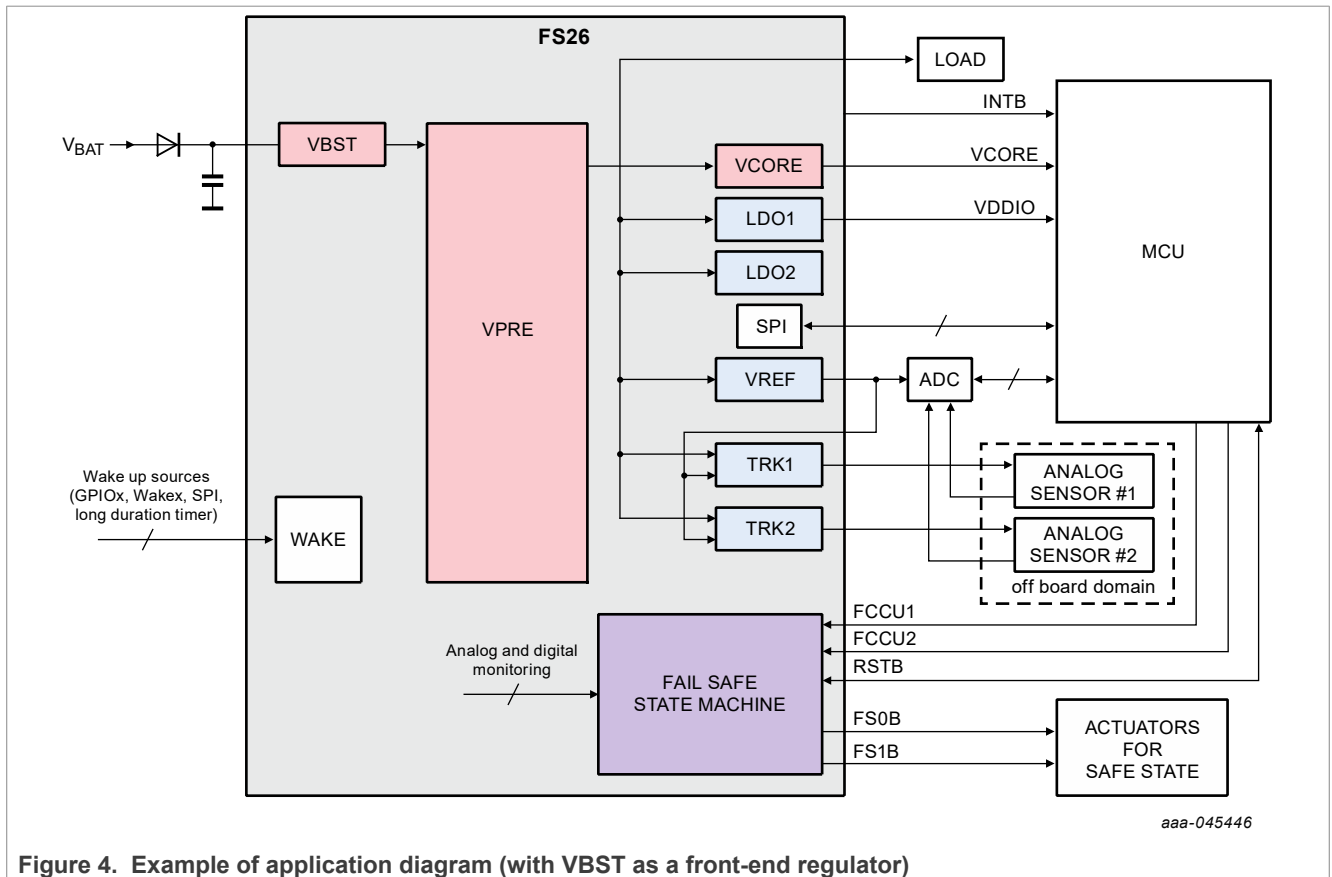 FS26
LOAD
INTB
VBAT
VBST
VCORE
VCORE
LDO1
VDDIO
MCU
LDO2
VPRE
SPI
VREF
ADC
Wake up sources
(GPIOx, Wakex, SPI,
long duration timer)
WAKE
TRK1
ANALOG
SENSOR #1
TRK2
ANALOG
SENSOR #2
off board domain
FCCU1
FCCU2
RSTB
Analog and digital
monitoring
FAIL SAFE
STATE MACHINE
FS0B
FS1B
ACTUATORS
FOR
SAFE STATE
aaa-045446
Figure 4. Example of application diagram (with VBST as a front-end regulator)